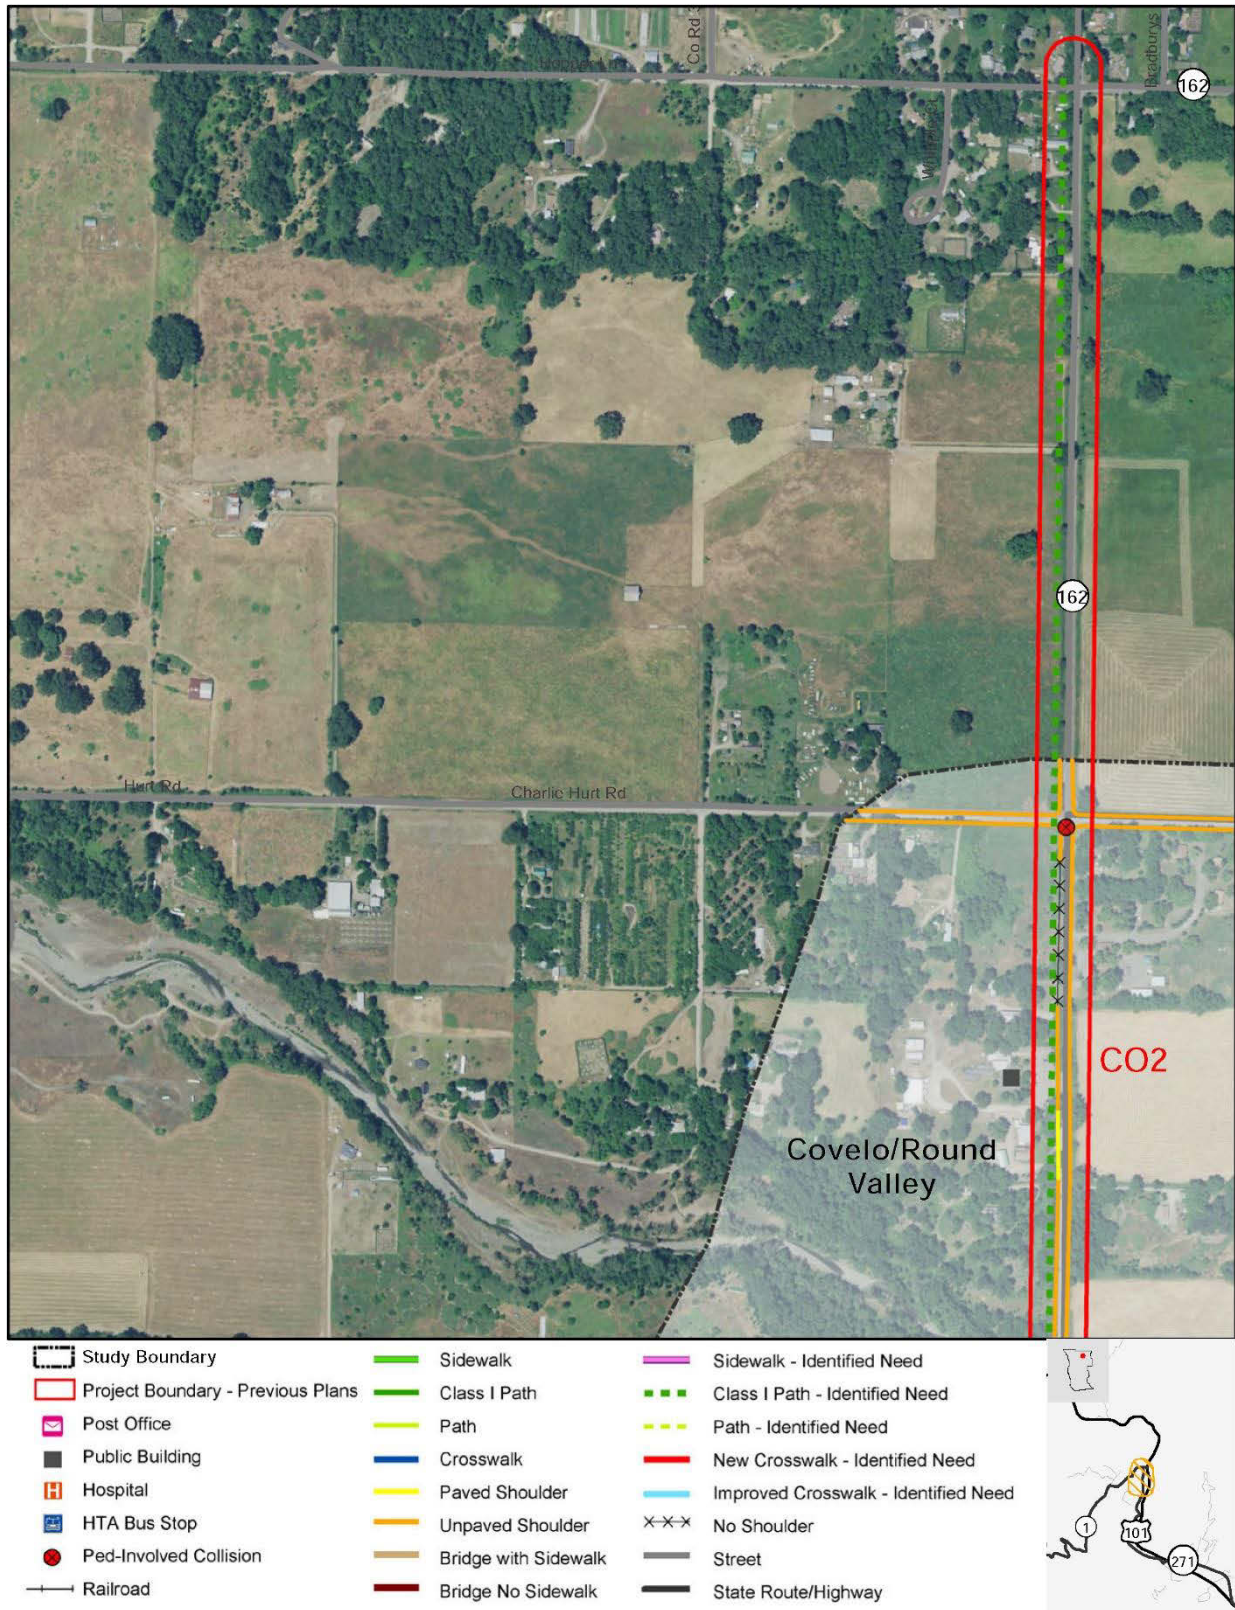 Co Rd
Bradburys
Hopper Ln
162
162
Hurt Rd
Charlie Hurt Rd
CO2
Covelo/Round
Valley
Study Boundary
Project Boundary - Previous Plans
Post Office
Public Building
H
Hospital
HTA Bus Stop
Ped-Involved Collision
Railroad
Sidewalk
Class I Path
Path
Crosswalk
Paved Shoulder
Unpaved Shoulder
Bridge with Sidewalk
Bridge No Sidewalk
Sidewalk - Identified Need
Class I Path - Identified Need
Path - Identified Need
New Crosswalk - Identified Need
Improved Crosswalk - Identified Need
No Shoulder
Street
State Route/Highway
1
101
271